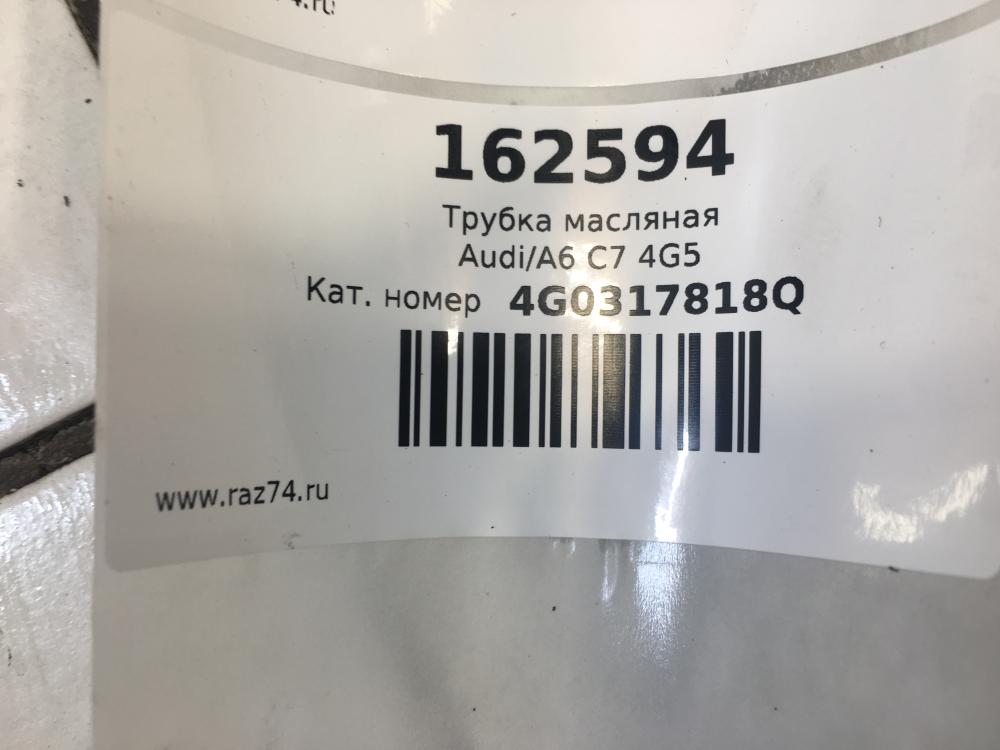 162594
Трубка масляная
Audi/A6 C7 4G5
Кат. номер 4G0317818Q
www.raz74.ru